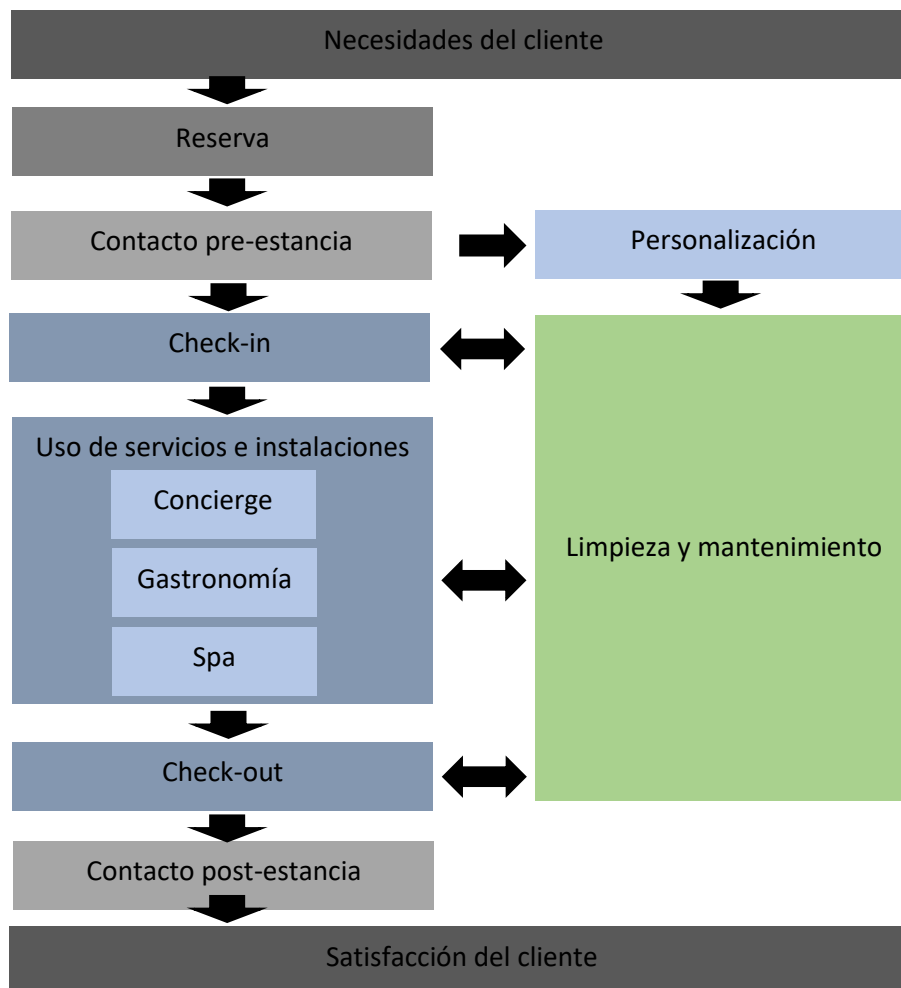 Necesidades del cliente
Reserva
Contacto pre-estancia
Personalización
Check-in
Uso de servicios e instalaciones
Concierge
Gastronomía
Spa
Limpieza y mantenimiento
Check-out
Contacto post-estancia
Satisfacción del cliente